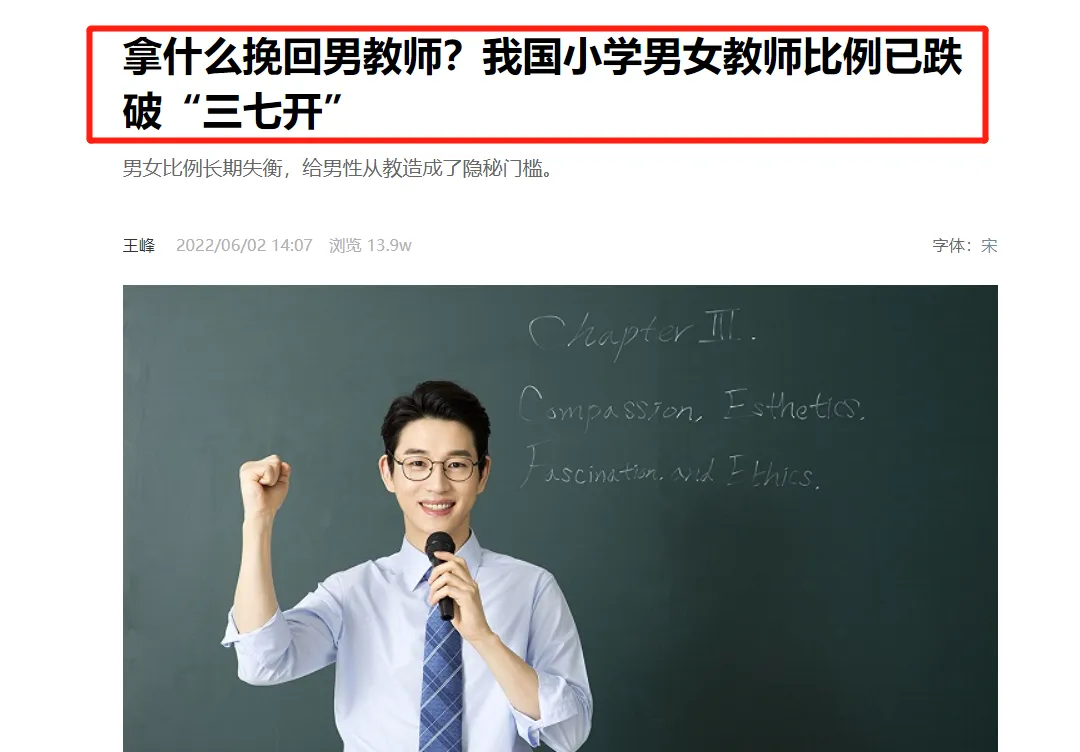 拿什么挽回男教师？我国小学男女教师比例已跌
破“三七开”
男女比例长期失衡，给男性从教造成了隐秘门槛。
王峰 2022/06/02 14:07 浏览 13.9w 字体：宋
Chapter III.
Compassion, Esthetics,
Fascination, and Ethics.